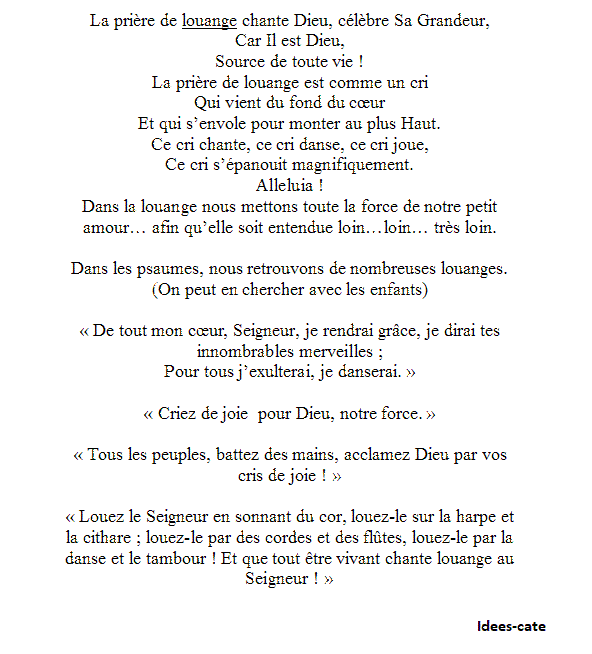 La prière de louange chante Dieu, célèbre Sa Grandeur,
Car Il est Dieu,
Source de toute vie !
La prière de louange est comme un cri
Qui vient du fond du cœur
Et qui s’envole pour monter au plus Haut.
Ce cri chante, ce cri danse, ce cri joue,
Ce cri s’épanouit magnifiquement.
Alleluia !
Dans la louange nous mettons toute la force de notre petit
amour… afin qu’elle soit entendue loin…loin… très loin.
Dans les psaumes, nous retrouvons de nombreuses louanges.
(On peut en chercher avec les enfants)
« De tout mon cœur, Seigneur, je rendrai grâce, je dirai tes
innombrables merveilles ;
Pour tous j’exulterai, je danserai. »
« Criez de joie  pour Dieu, notre force. »
« Tous les peuples, battez des mains, acclamez Dieu par vos
cris de joie ! »
« Louez le Seigneur en sonnant du cor, louez-le sur la harpe et
la cithare ; louez-le par des cordes et des flûtes, louez-le par la
danse et le tambour ! Et que tout être vivant chante louange au
Seigneur ! »
Idees-cate